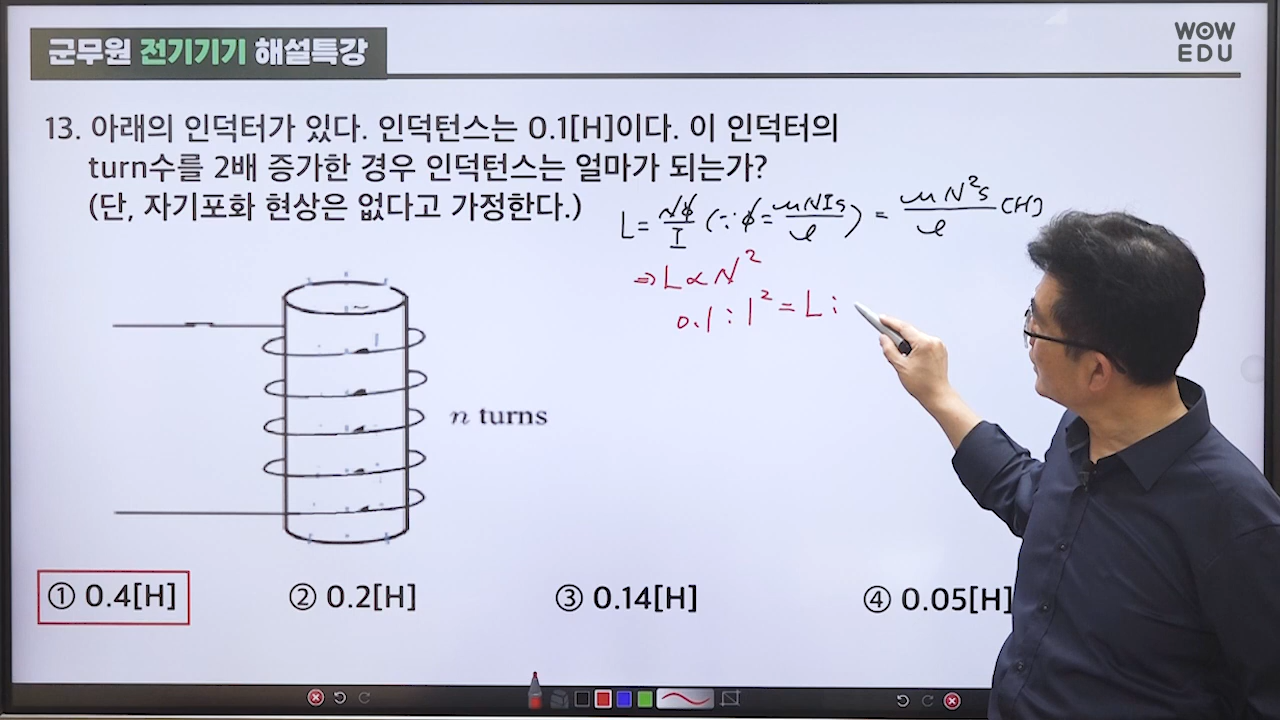 군무원 전기기기 해설특강
WOW
EDU
13. 아래의 인덕터가 있다. 인덕턴스는 0.1[H]이다. 이 인덕터의
turn수를 2배 증가한 경우 인덕턴스는 얼마가 되는가?
(단, 자기포화 현상은 없다고 가정한다.)
L = Nϕ/I (∵ ϕ = μNIs/ℓ) = μN²s/ℓ [H]
⇒ L ∝ N²
0.1 : 1² = L :
n turns
① 0.4[H] ② 0.2[H] ③ 0.14[H] ④ 0.05[H]